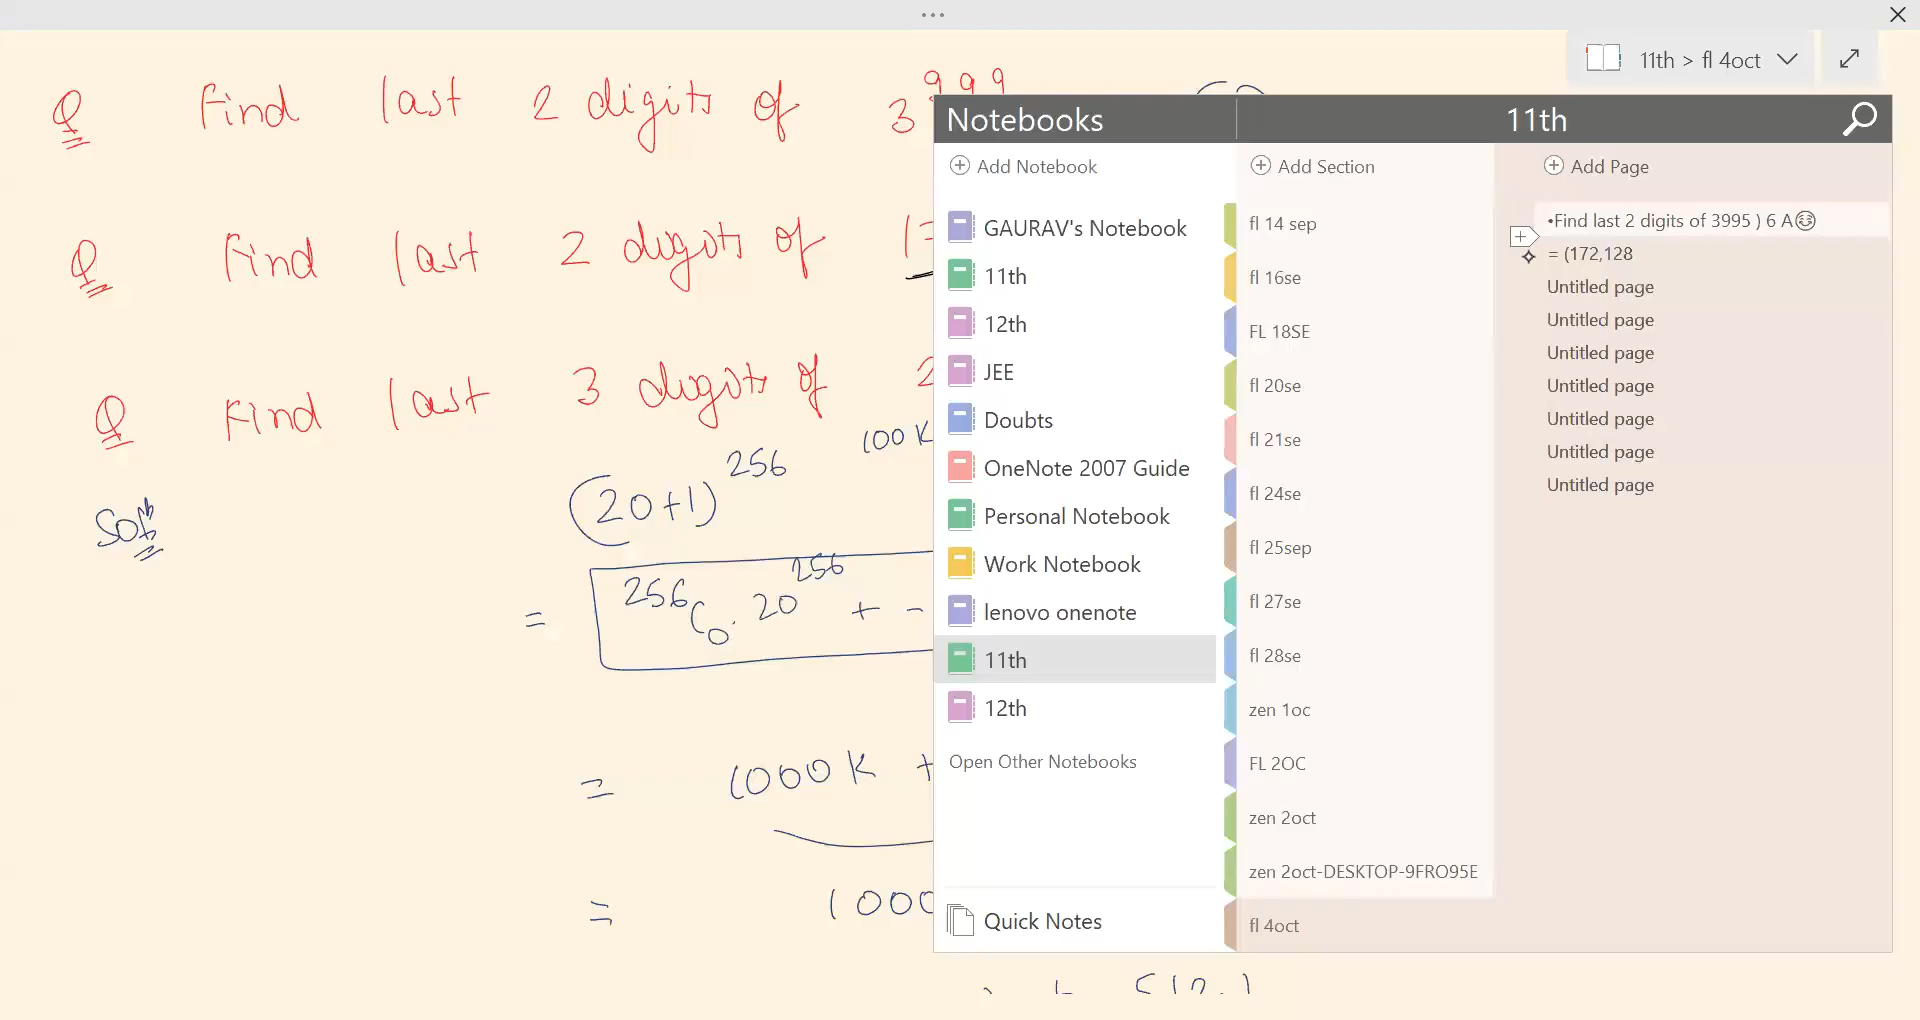 11th > fl 4oct
Q Find last 2 digits of 3^999
Q Find last 2 digits of
Q Find last 3 digits of 2
100K
Sol^n
(20+1)^256
= 256C0. 20^256 + -
= 1000K +
= 1000
Notebooks
Add Notebook
GAURAV's Notebook
11th
12th
JEE
Doubts
OneNote 2007 Guide
Personal Notebook
Work Notebook
lenovo onenote
11th
12th
Open Other Notebooks
Quick Notes
Add Section
fl 14 sep
fl 16se
FL 18SE
fl 20se
fl 21se
fl 24se
fl 25sep
fl 27se
fl 28se
zen 1oc
FL 2OC
zen 2oct
zen 2oct-DESKTOP-9FRO95E
fl 4oct
11th
Add Page
•Find last 2 digits of 3995 ) 6 A😂
= (172,128
Untitled page
Untitled page
Untitled page
Untitled page
Untitled page
Untitled page
Untitled page